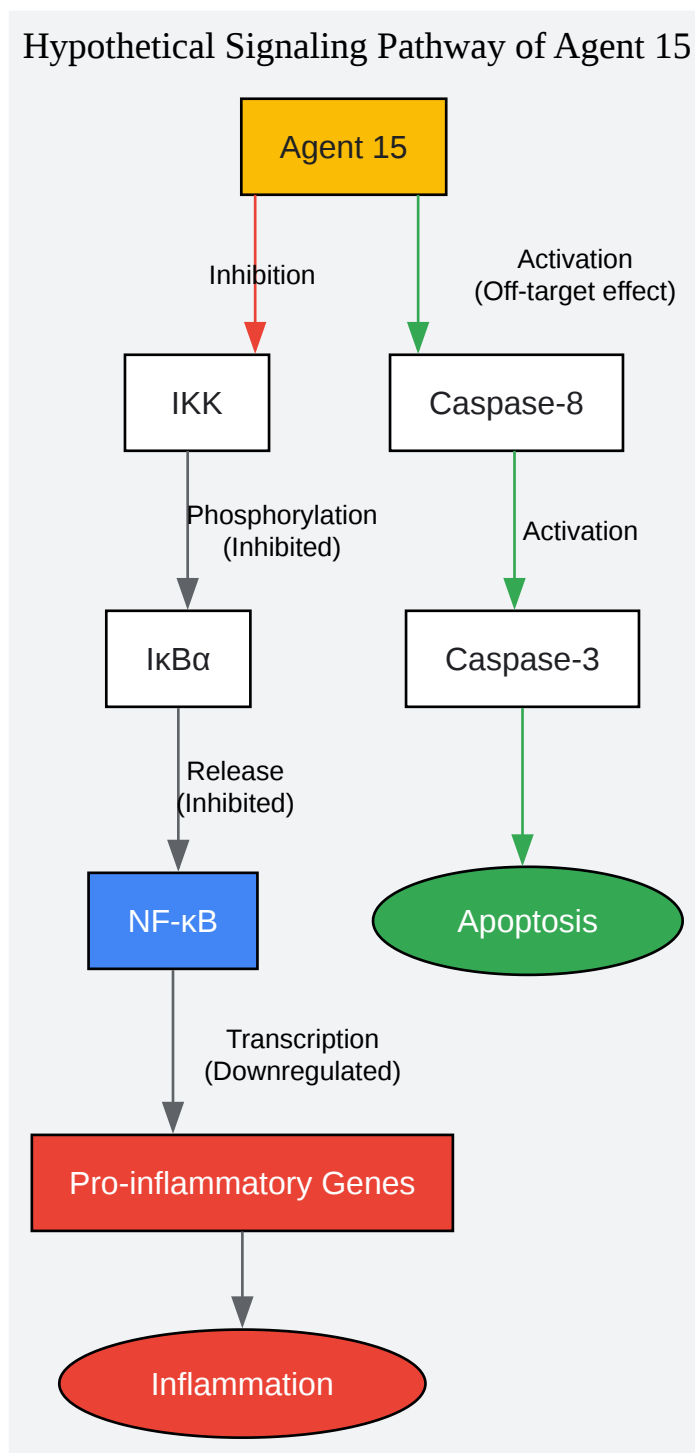 Hypothetical Signaling Pathway of Agent 15
Agent 15
Inhibition
Activation
(Off-target effect)
IKK
Caspase-8
Phosphorylation
(Inhibited)
Activation
IκBα
Caspase-3
Release
(Inhibited)
NF-κB
Apoptosis
Transcription
(Downregulated)
Pro-inflammatory Genes
Inflammation